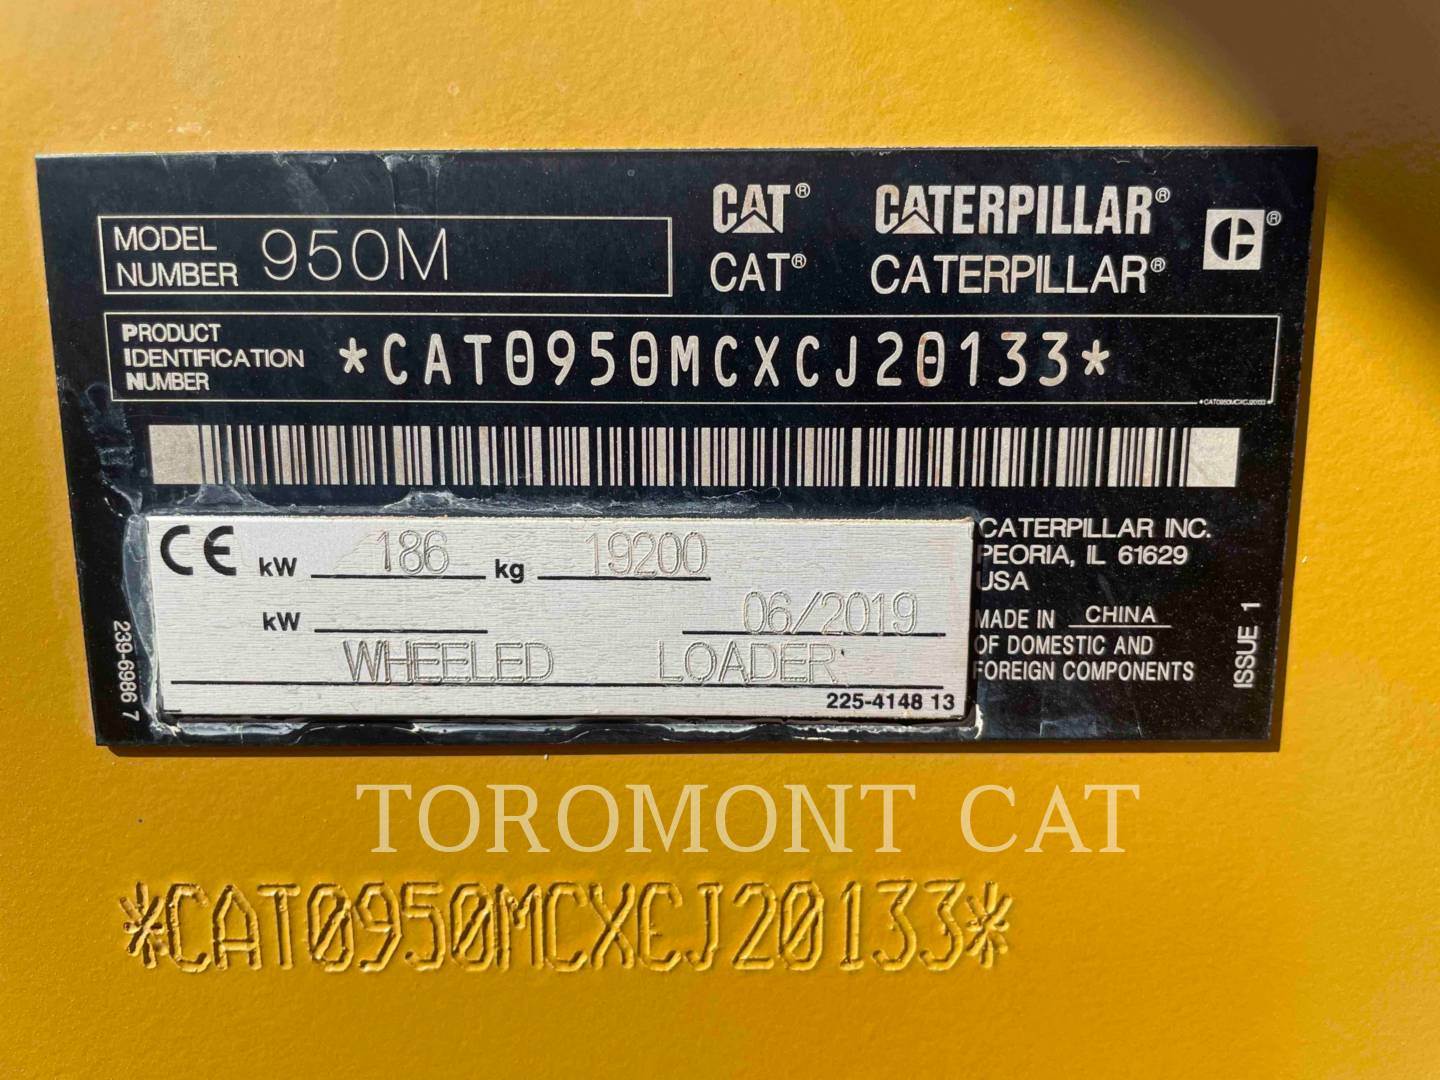 CAT® CATERPILLAR®
MODEL NUMBER 950M
CAT® CATERPILLAR®
PRODUCT IDENTIFICATION NUMBER *CAT0950MCXCJ20133*
*CAT0950MCXCJ20133*
CE kW 186 kg 19200
kW 06/2019
WHEELED LOADER
225-4148 13
239-6986 7
CATERPILLAR INC.
PEORIA, IL 61629
USA
MADE IN CHINA
OF DOMESTIC AND
FOREIGN COMPONENTS
ISSUE 1
TOROMONT CAT
*CAT0950MCXCJ20133*